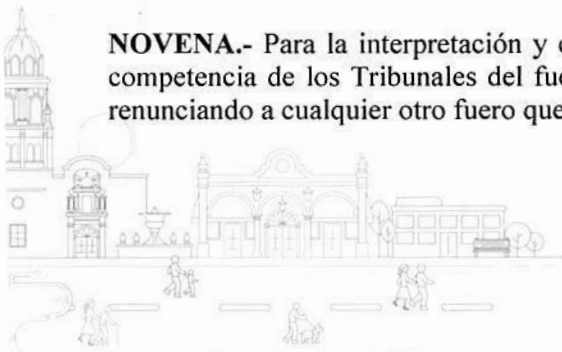 NOVENA.- Para la interpretación y
competencia de los Tribunales del
renunciando a cualquier otro fuero que